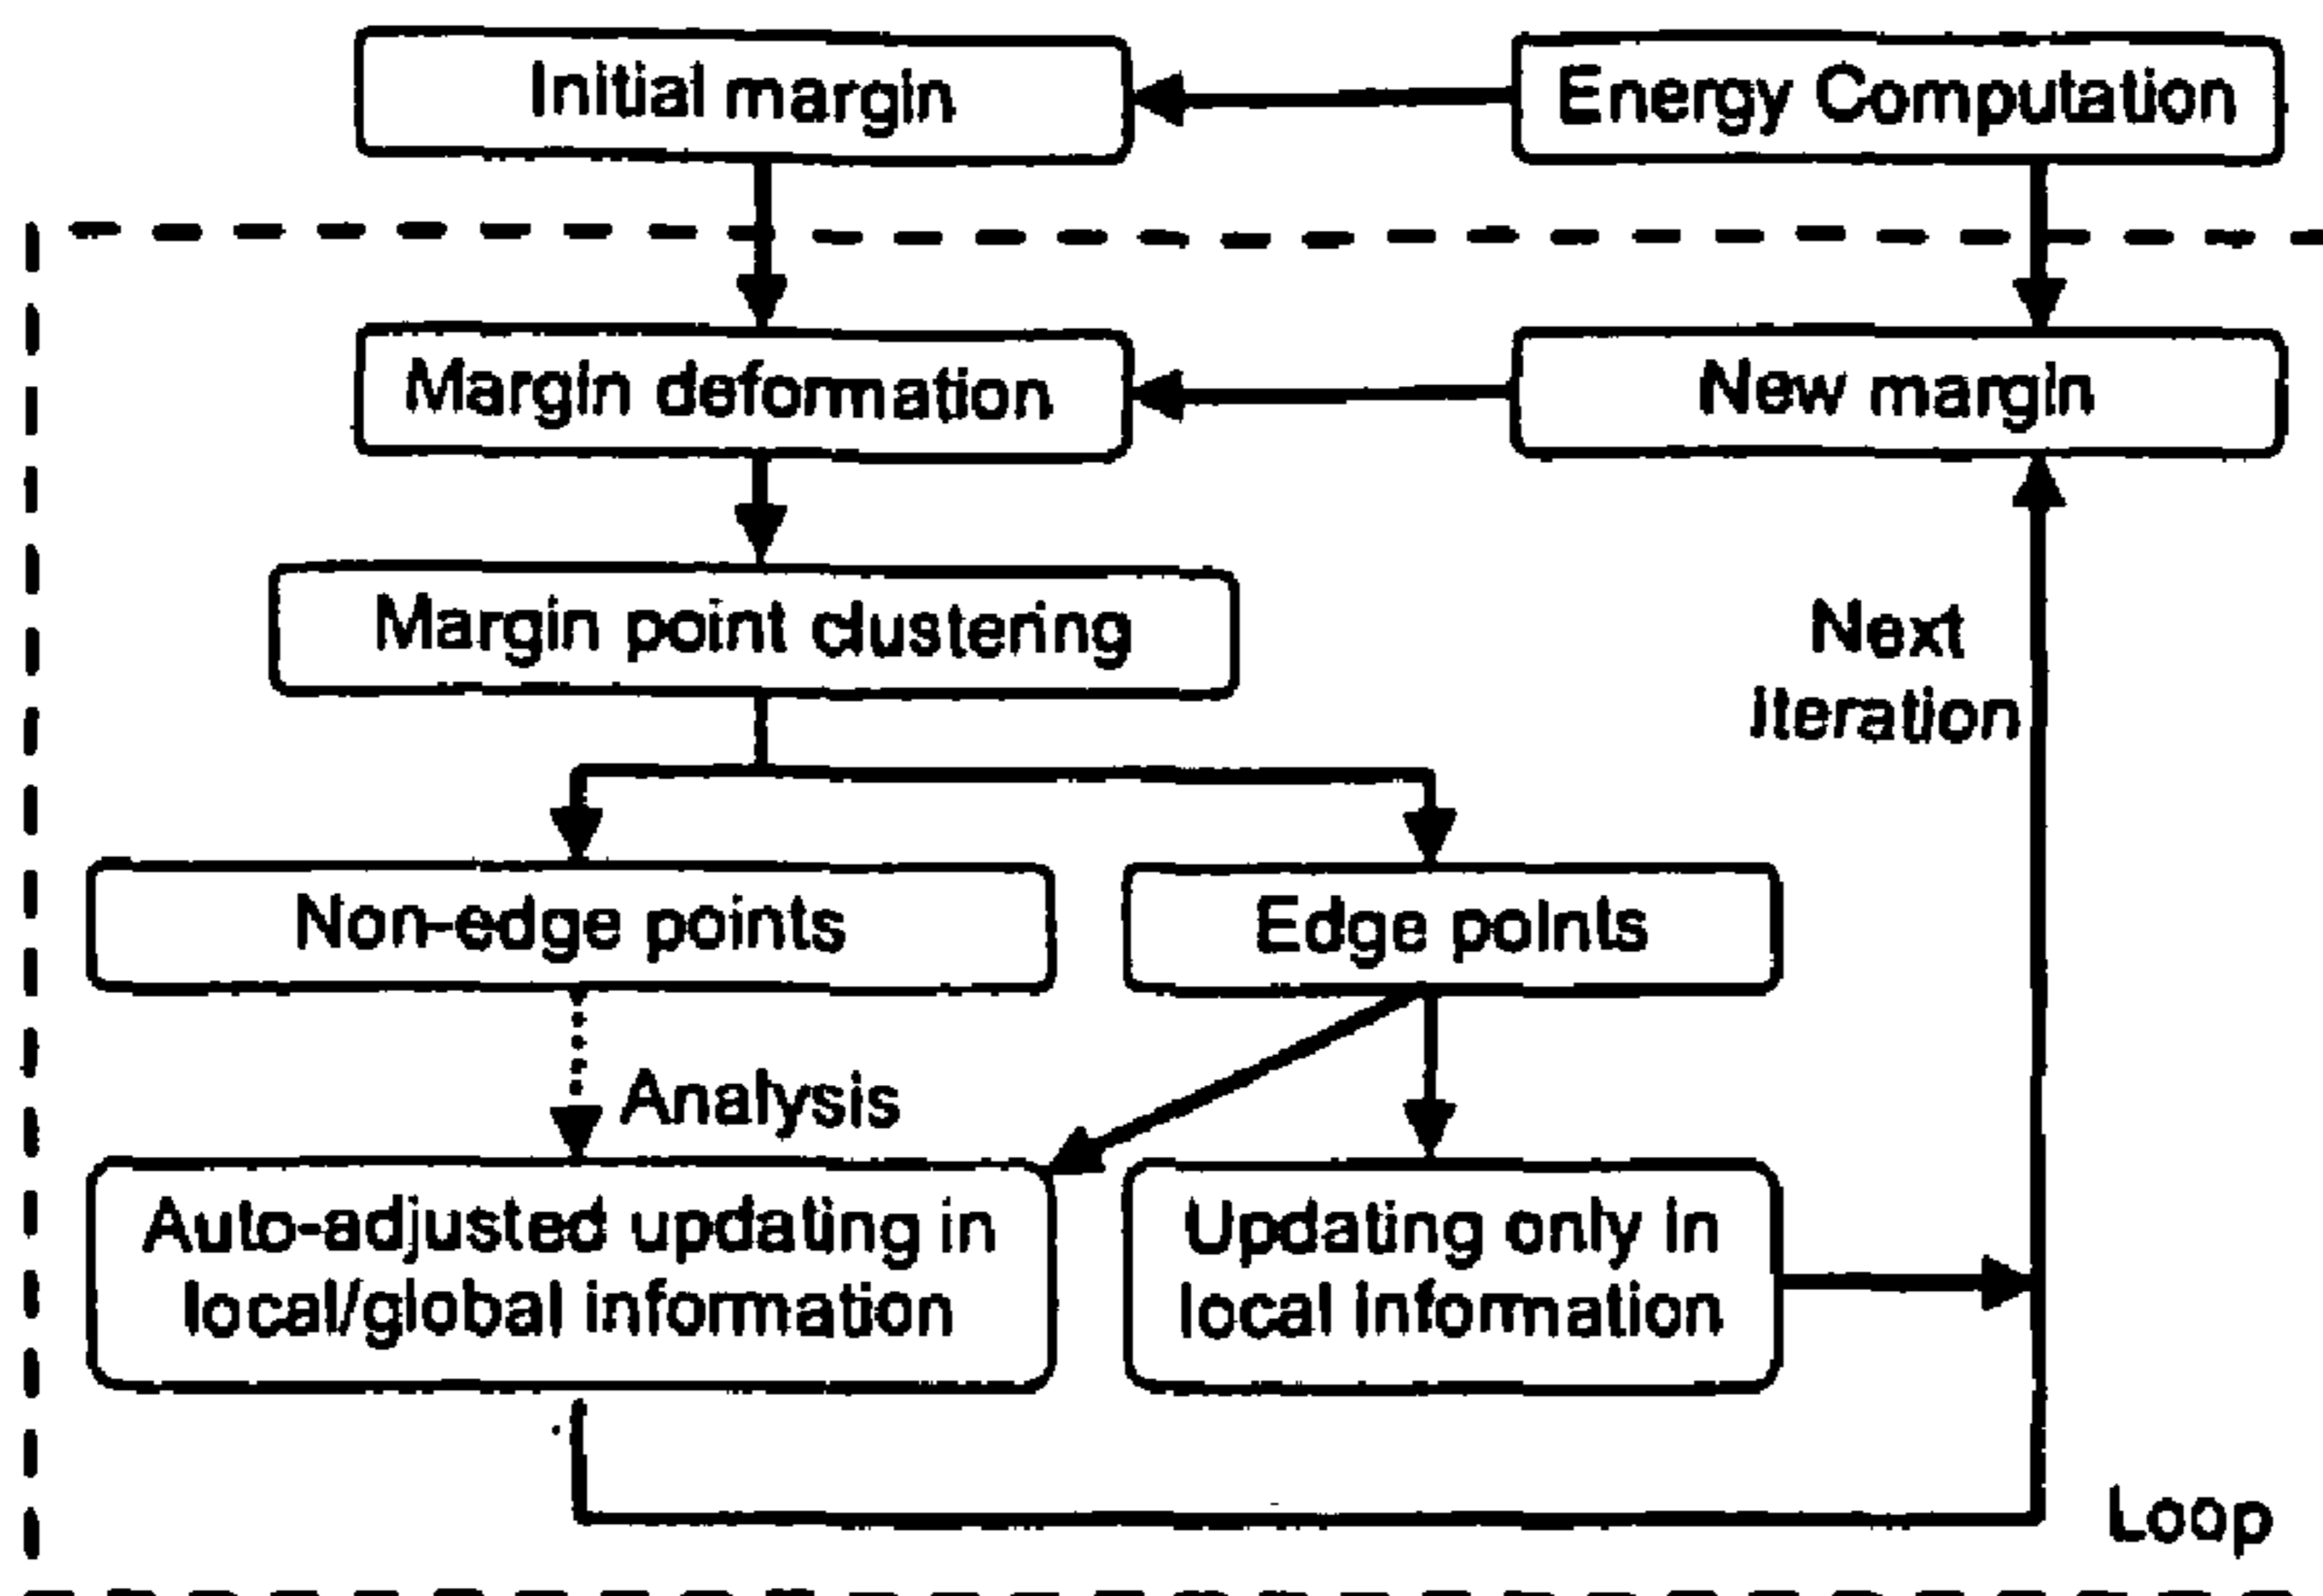 Initial margin
Energy Computation
Margin deformation
New margin
Margin point clustering
Next
iteration
Non-edge points
Edge points
Analysis
Auto-adjusted updating in
local/global information
Updating only in
local information
Loop